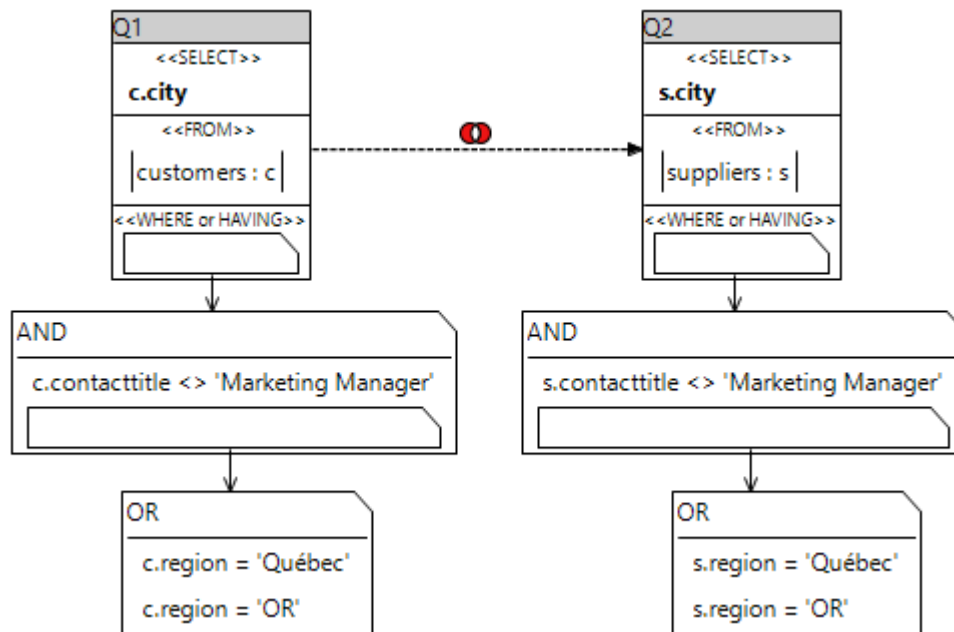 Q1
<<SELECT>>
c.city
<<FROM>>
customers : c
<<WHERE or HAVING>>
AND
c.contacttitle <> 'Marketing Manager'
OR
c.region = 'Québec'
c.region = 'OR'
Q2
<<SELECT>>
s.city
<<FROM>>
suppliers : s
<<WHERE or HAVING>>
AND
s.contacttitle <> 'Marketing Manager'
OR
s.region = 'Québec'
s.region = 'OR'